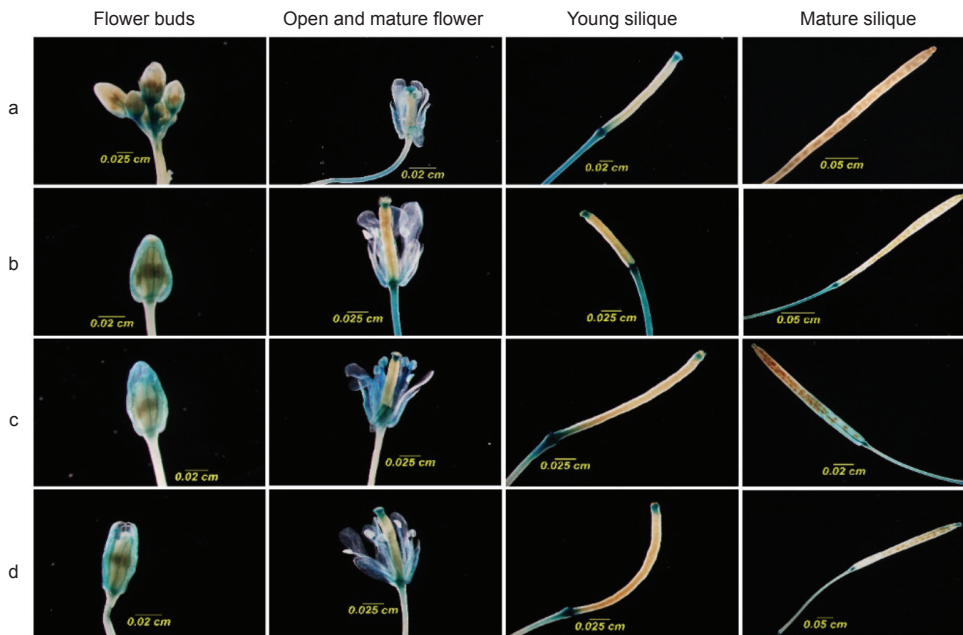 Flower buds Open and mature flower Young silique Mature silique
a
0.025 cm 0.02 cm 0.02 cm 0.05 cm
b
0.02 cm 0.025 cm 0.025 cm 0.05 cm
c
0.02 cm 0.025 cm 0.025 cm 0.02 cm
d
0.02 cm 0.025 cm 0.025 cm 0.05 cm